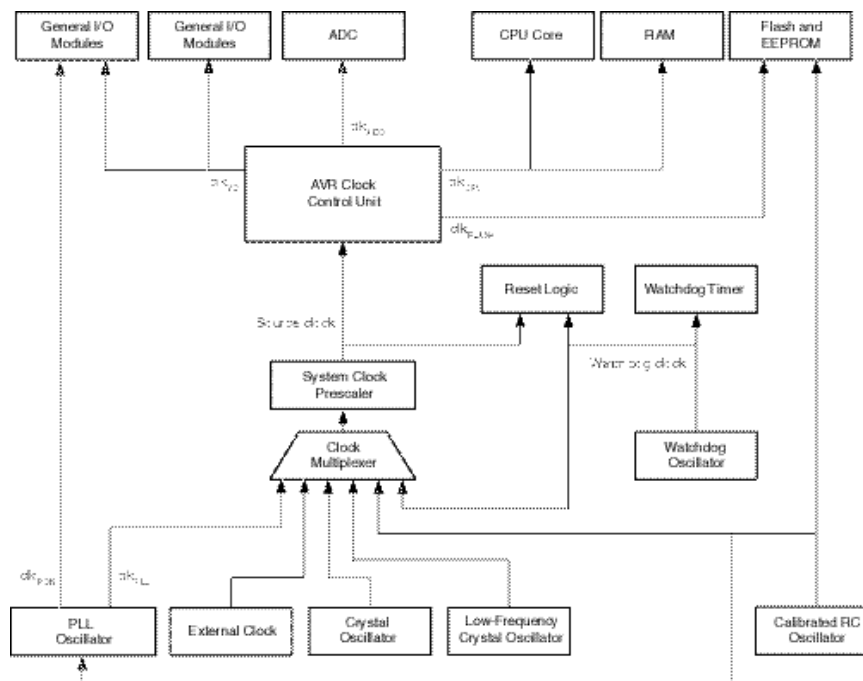 General I/O
Modules
General I/O
Modules
ADC
CPU Core
RAM
Flash and
EEPROM
AVR Clock
Control Unit
Source clock
Reset Logic
Watchdog Timer
Watchdog clock
System Clock
Prescaler
Clock
Multiplexer
Watchdog
Oscillator
PLL
Oscillator
External Clock
Crystal
Oscillator
Low-Frequency
Crystal Oscillator
Calibrated RC
Oscillator